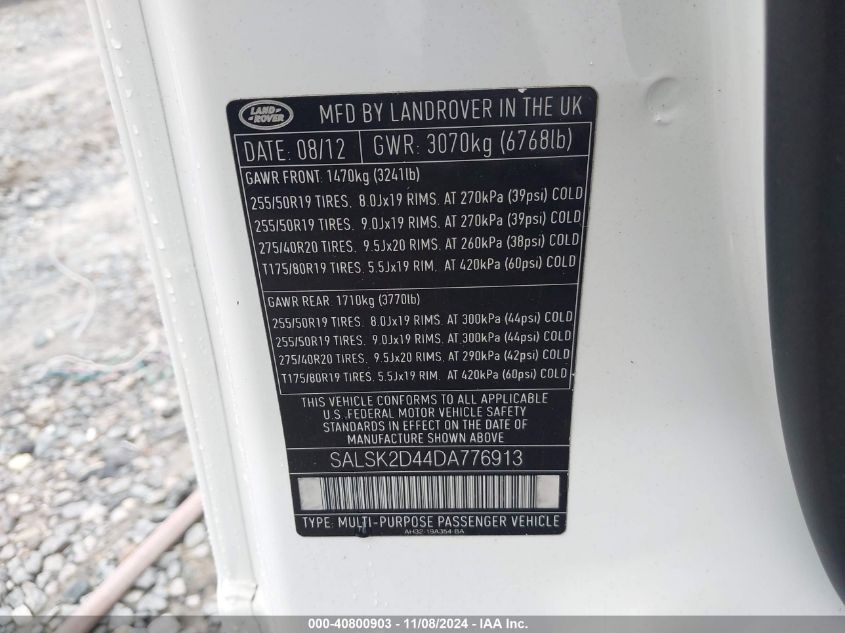 LAND ROVER
MFD BY LANDROVER IN THE UK
DATE: 08/12 GWR: 3070kg (6768lb)
GAWR FRONT: 1470kg (3241lb)
255/50R19 TIRES, 8.0Jx19 RIMS. AT 270kPa (39psi) COLD
255/50R19 TIRES, 9.0Jx19 RIMS. AT 270kPa (39psi) COLD
275/40R20 TIRES, 9.5Jx20 RIMS. AT 260kPa (38psi) COLD
T175/80R19 TIRES, 5.5Jx19 RIM. AT 420kPa (60psi) COLD
GAWR REAR: 1710kg (3770lb)
255/50R19 TIRES, 8.0Jx19 RIMS. AT 300kPa (44psi) COLD
255/50R19 TIRES, 9.0Jx19 RIMS. AT 300kPa (44psi) COLD
275/40R20 TIRES, 9.5Jx20 RIMS. AT 290kPa (42psi) COLD
T175/80R19 TIRES, 5.5Jx19 RIM. AT 420kPa (60psi) COLD
THIS VEHICLE CONFORMS TO ALL APPLICABLE
U.S. FEDERAL MOTOR VEHICLE SAFETY
STANDARDS IN EFFECT ON THE DATE OF
MANUFACTURE SHOWN ABOVE
SALSK2D44DA776913
TYPE: MULTI-PURPOSE PASSENGER VEHICLE
AH32-19A354-BA
000-40800903 - 11/08/2024 - IAA Inc.